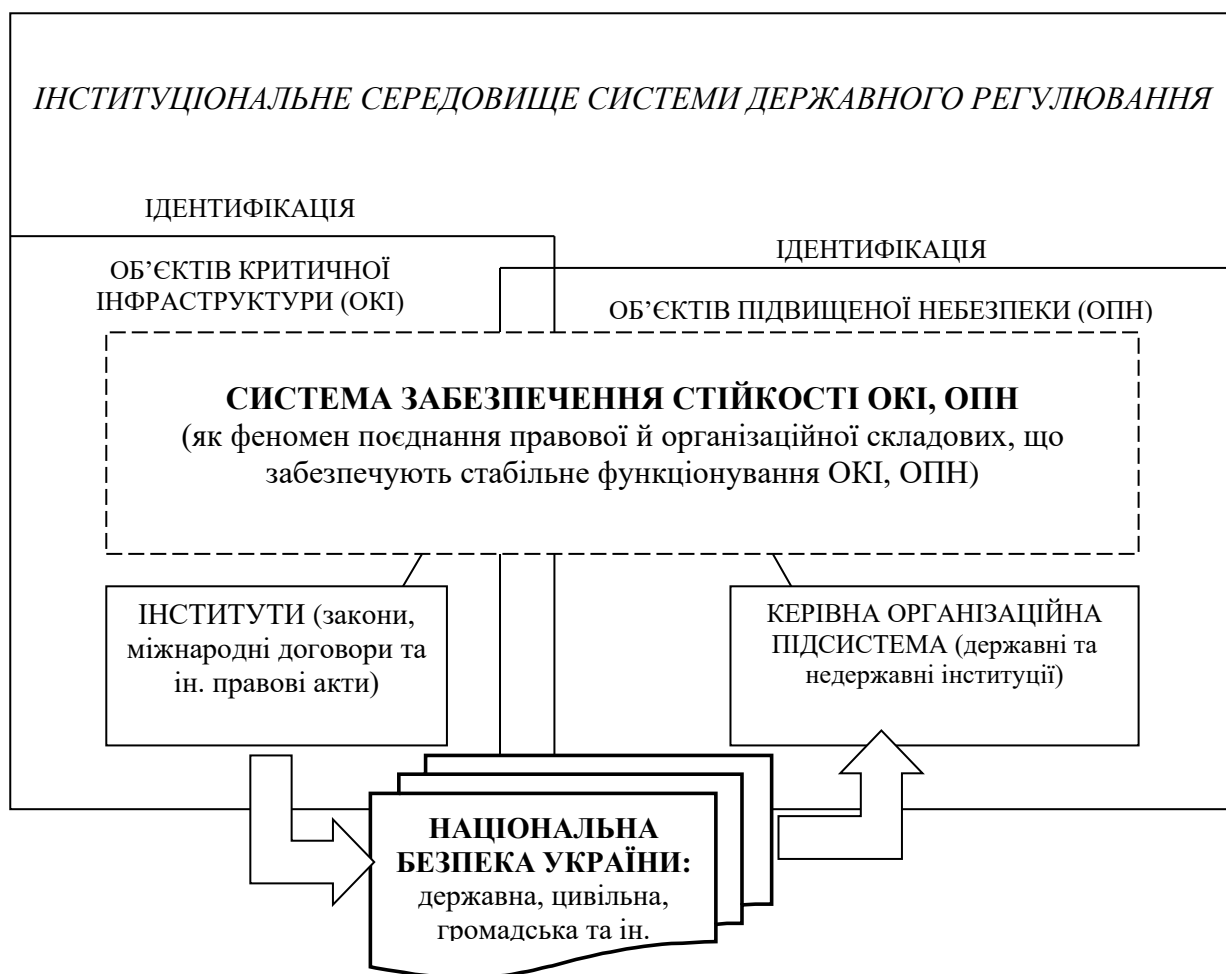 ІНСТИТУЦІОНАЛЬНЕ СЕРЕДОВИЩЕ СИСТЕМИ ДЕРЖАВНОГО РЕГУЛЮВАННЯ
ІДЕНТИФІКАЦІЯ
ОБ’ЄКТІВ КРИТИЧНОЇ
ІНФРАСТРУКТУРИ (ОКІ)
ІДЕНТИФІКАЦІЯ
ОБ’ЄКТІВ ПІДВИЩЕНОЇ НЕБЕЗПЕКИ (ОПН)
СИСТЕМА ЗАБЕЗПЕЧЕННЯ СТІЙКОСТІ ОКІ, ОПН
(як феномен поєднання правової й організаційної складових, що
забезпечують стабільне функціонування ОКІ, ОПН)
ІНСТИТУТИ (закони,
міжнародні договори та
ін. правові акти)
КЕРІВНА ОРГАНІЗАЦІЙНА
ПІДСИСТЕМА (державні та
недержавні інституції)
НАЦІОНАЛЬНА
БЕЗПЕКА УКРАЇНИ:
державна, цивільна,
громадська та ін.